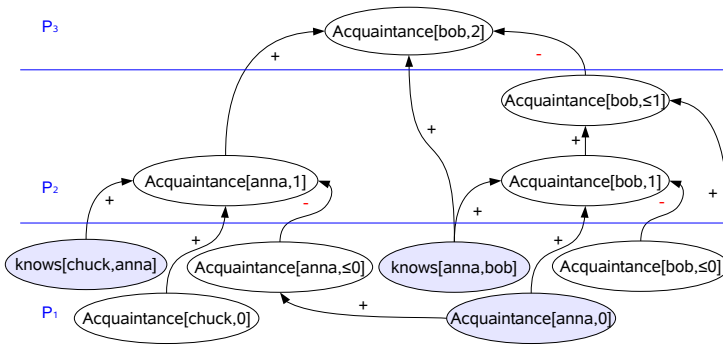 P3
Acquaintance[bob,2]
+
-
Acquaintance[bob,≤1]
+
+
P2
Acquaintance[anna,1]
Acquaintance[bob,1]
+
+
-
+
-
+
knows[chuck,anna]
Acquaintance[anna,≤0]
knows[anna,bob]
Acquaintance[bob,≤0]
+
+
P1
Acquaintance[chuck,0]
+
Acquaintance[anna,0]